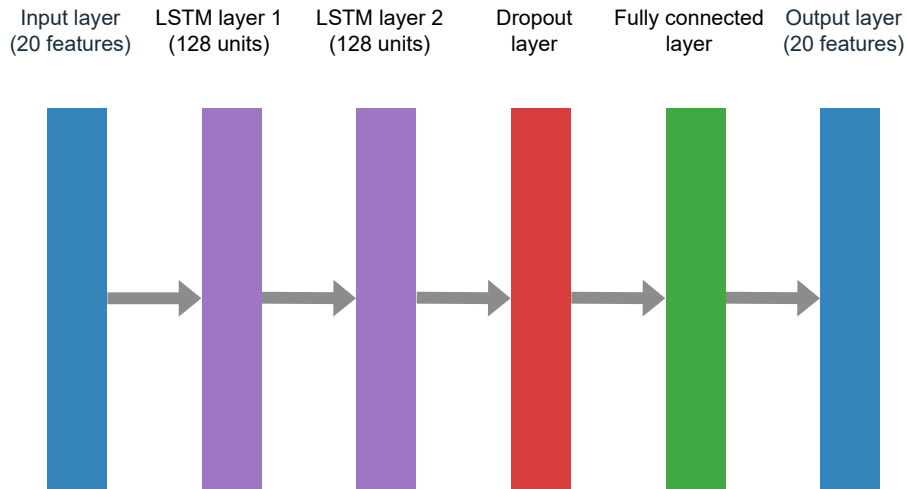 Input layer
(20 features)
LSTM layer 1
(128 units)
LSTM layer 2
(128 units)
Dropout
layer
Fully connected
layer
Output layer
(20 features)